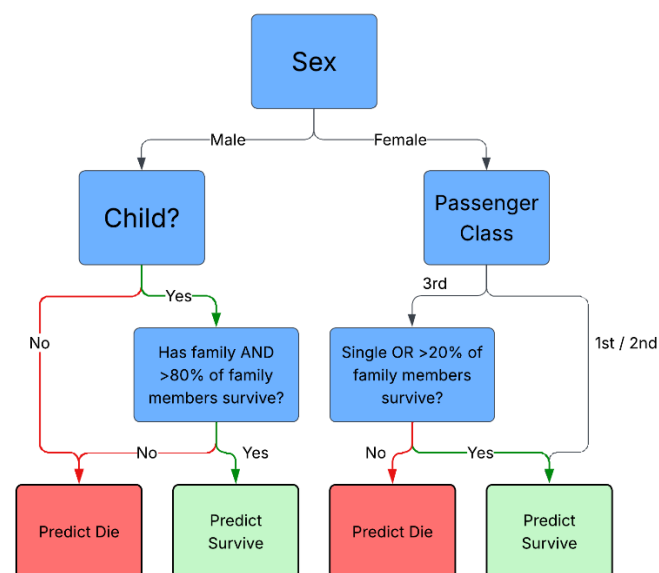 Sex
Male
Female
Child?
Passenger
Class
3rd
Yes
No
1st / 2nd
Has family AND
>80% of family
members survive?
Single OR >20% of
family members
survive?
No
Yes
No
Yes
Predict Die
Predict
Survive
Predict Die
Predict
Survive